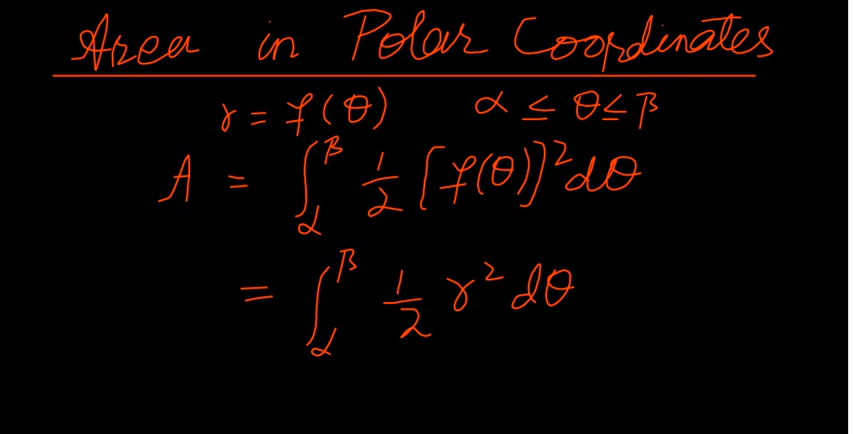 Area in Polar Coordinates
r = f(θ) α ≤ θ ≤ β
A = ∫_α^β 1/2 [f(θ)]² dθ
= ∫_α^β 1/2 r² dθ